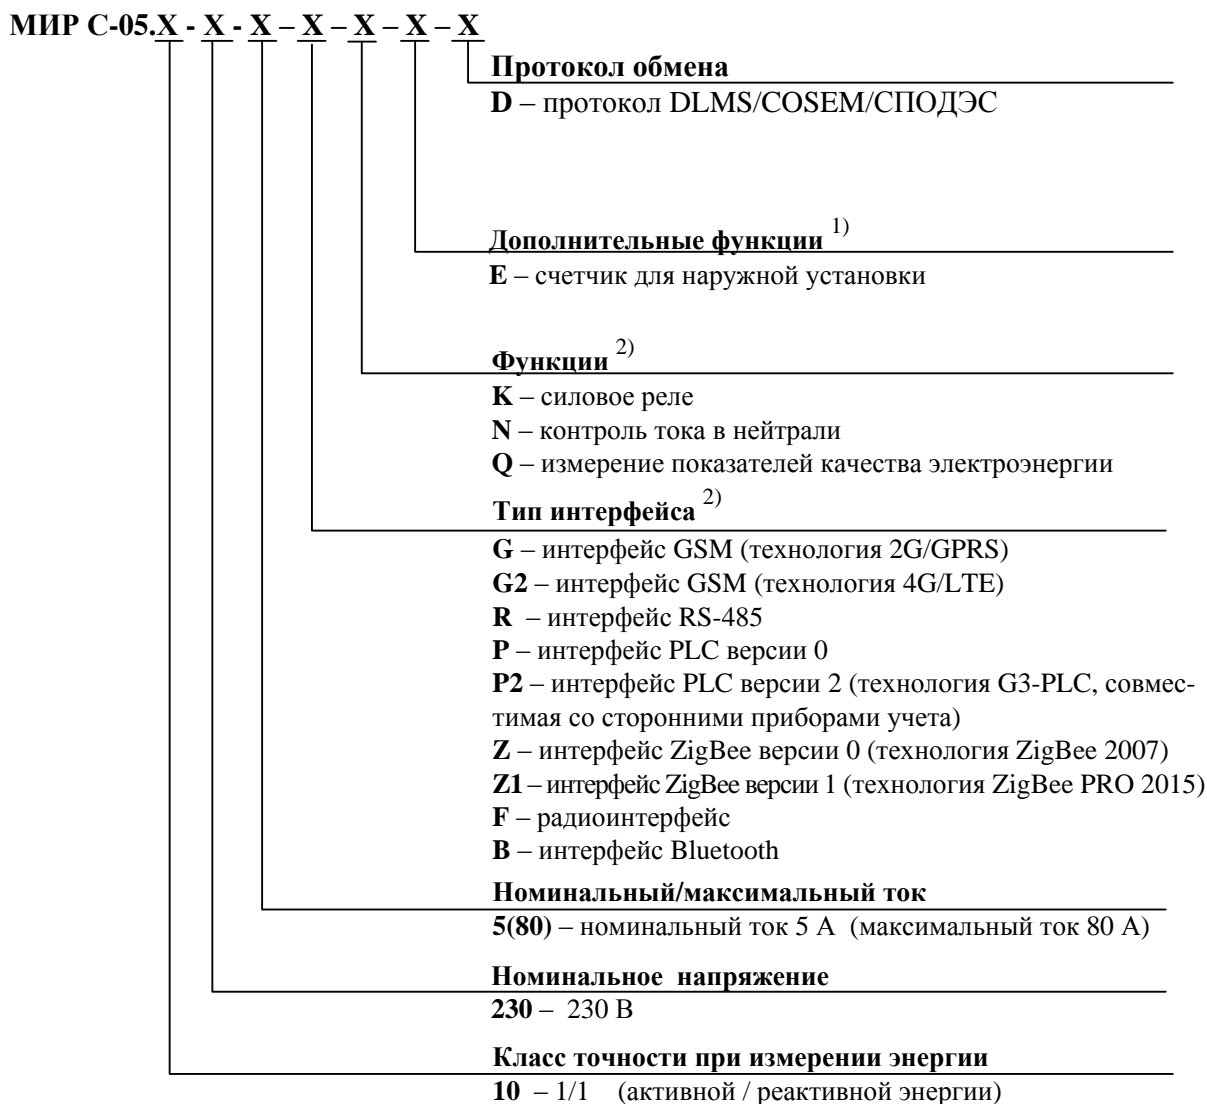 МИР С-05.X - X - X – X – X – X – X
Протокол обмена
D – протокол DLMS/COSEM/СПОДЭС
Дополнительные функции 1)
E – счетчик для наружной установки
Функции 2)
K – силовое реле
N – контроль тока в нейтрали
Q – измерение показателей качества электроэнергии
Тип интерфейса 2)
G – интерфейс GSM (технология 2G/GPRS)
G2 – интерфейс GSM (технология 4G/LTE)
R – интерфейс RS-485
P – интерфейс PLC версии 0
P2 – интерфейс PLC версии 2 (технология G3-PLC, совмес-
тимая со сторонними приборами учета)
Z – интерфейс ZigBee версии 0 (технология ZigBee 2007)
Z1 – интерфейс ZigBee версии 1 (технология ZigBee PRO 2015)
F – радиоинтерфейс
B – интерфейс Bluetooth
Номинальный/максимальный ток
5(80) – номинальный ток 5 А (максимальный ток 80 А)
Номинальное напряжение
230 – 230 В
Класс точности при измерении энергии
10 – 1/1 (активной / реактивной энергии)